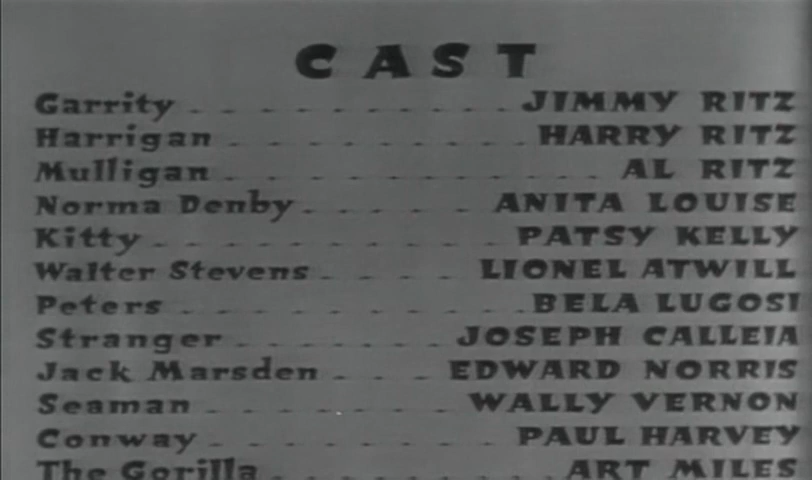 CAST
Garrity JIMMY RITZ
Harrigan HARRY RITZ
Mulligan AL RITZ
Norma Denby ANITA LOUISE
Kitty PATSY KELLY
Walter Stevens LIONEL ATWILL
Peters BELA LUGOSI
Stranger JOSEPH CALLEIA
Jack Marsden EDWARD NORRIS
Seaman WALLY VERNON
Conway PAUL HARVEY
The Gorilla ART MILES